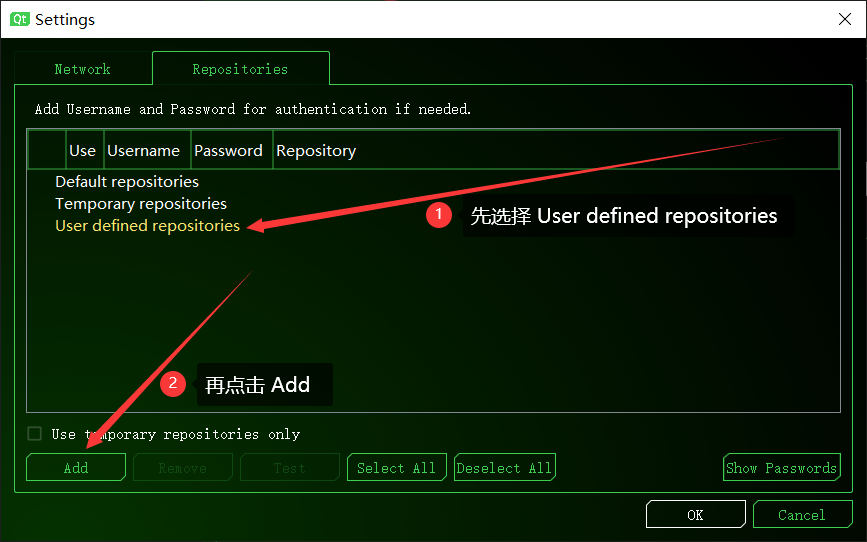 Qt Settings
Network Repositories
Add Username and Password for authentication if needed.
Use Username Password Repository
Default repositories
Temporary repositories
User defined repositories
1 先选择 User defined repositories
2 再点击 Add
Use temporary repositories only
Add Remove Test Select All Deselect All Show Passwords
OK Cancel